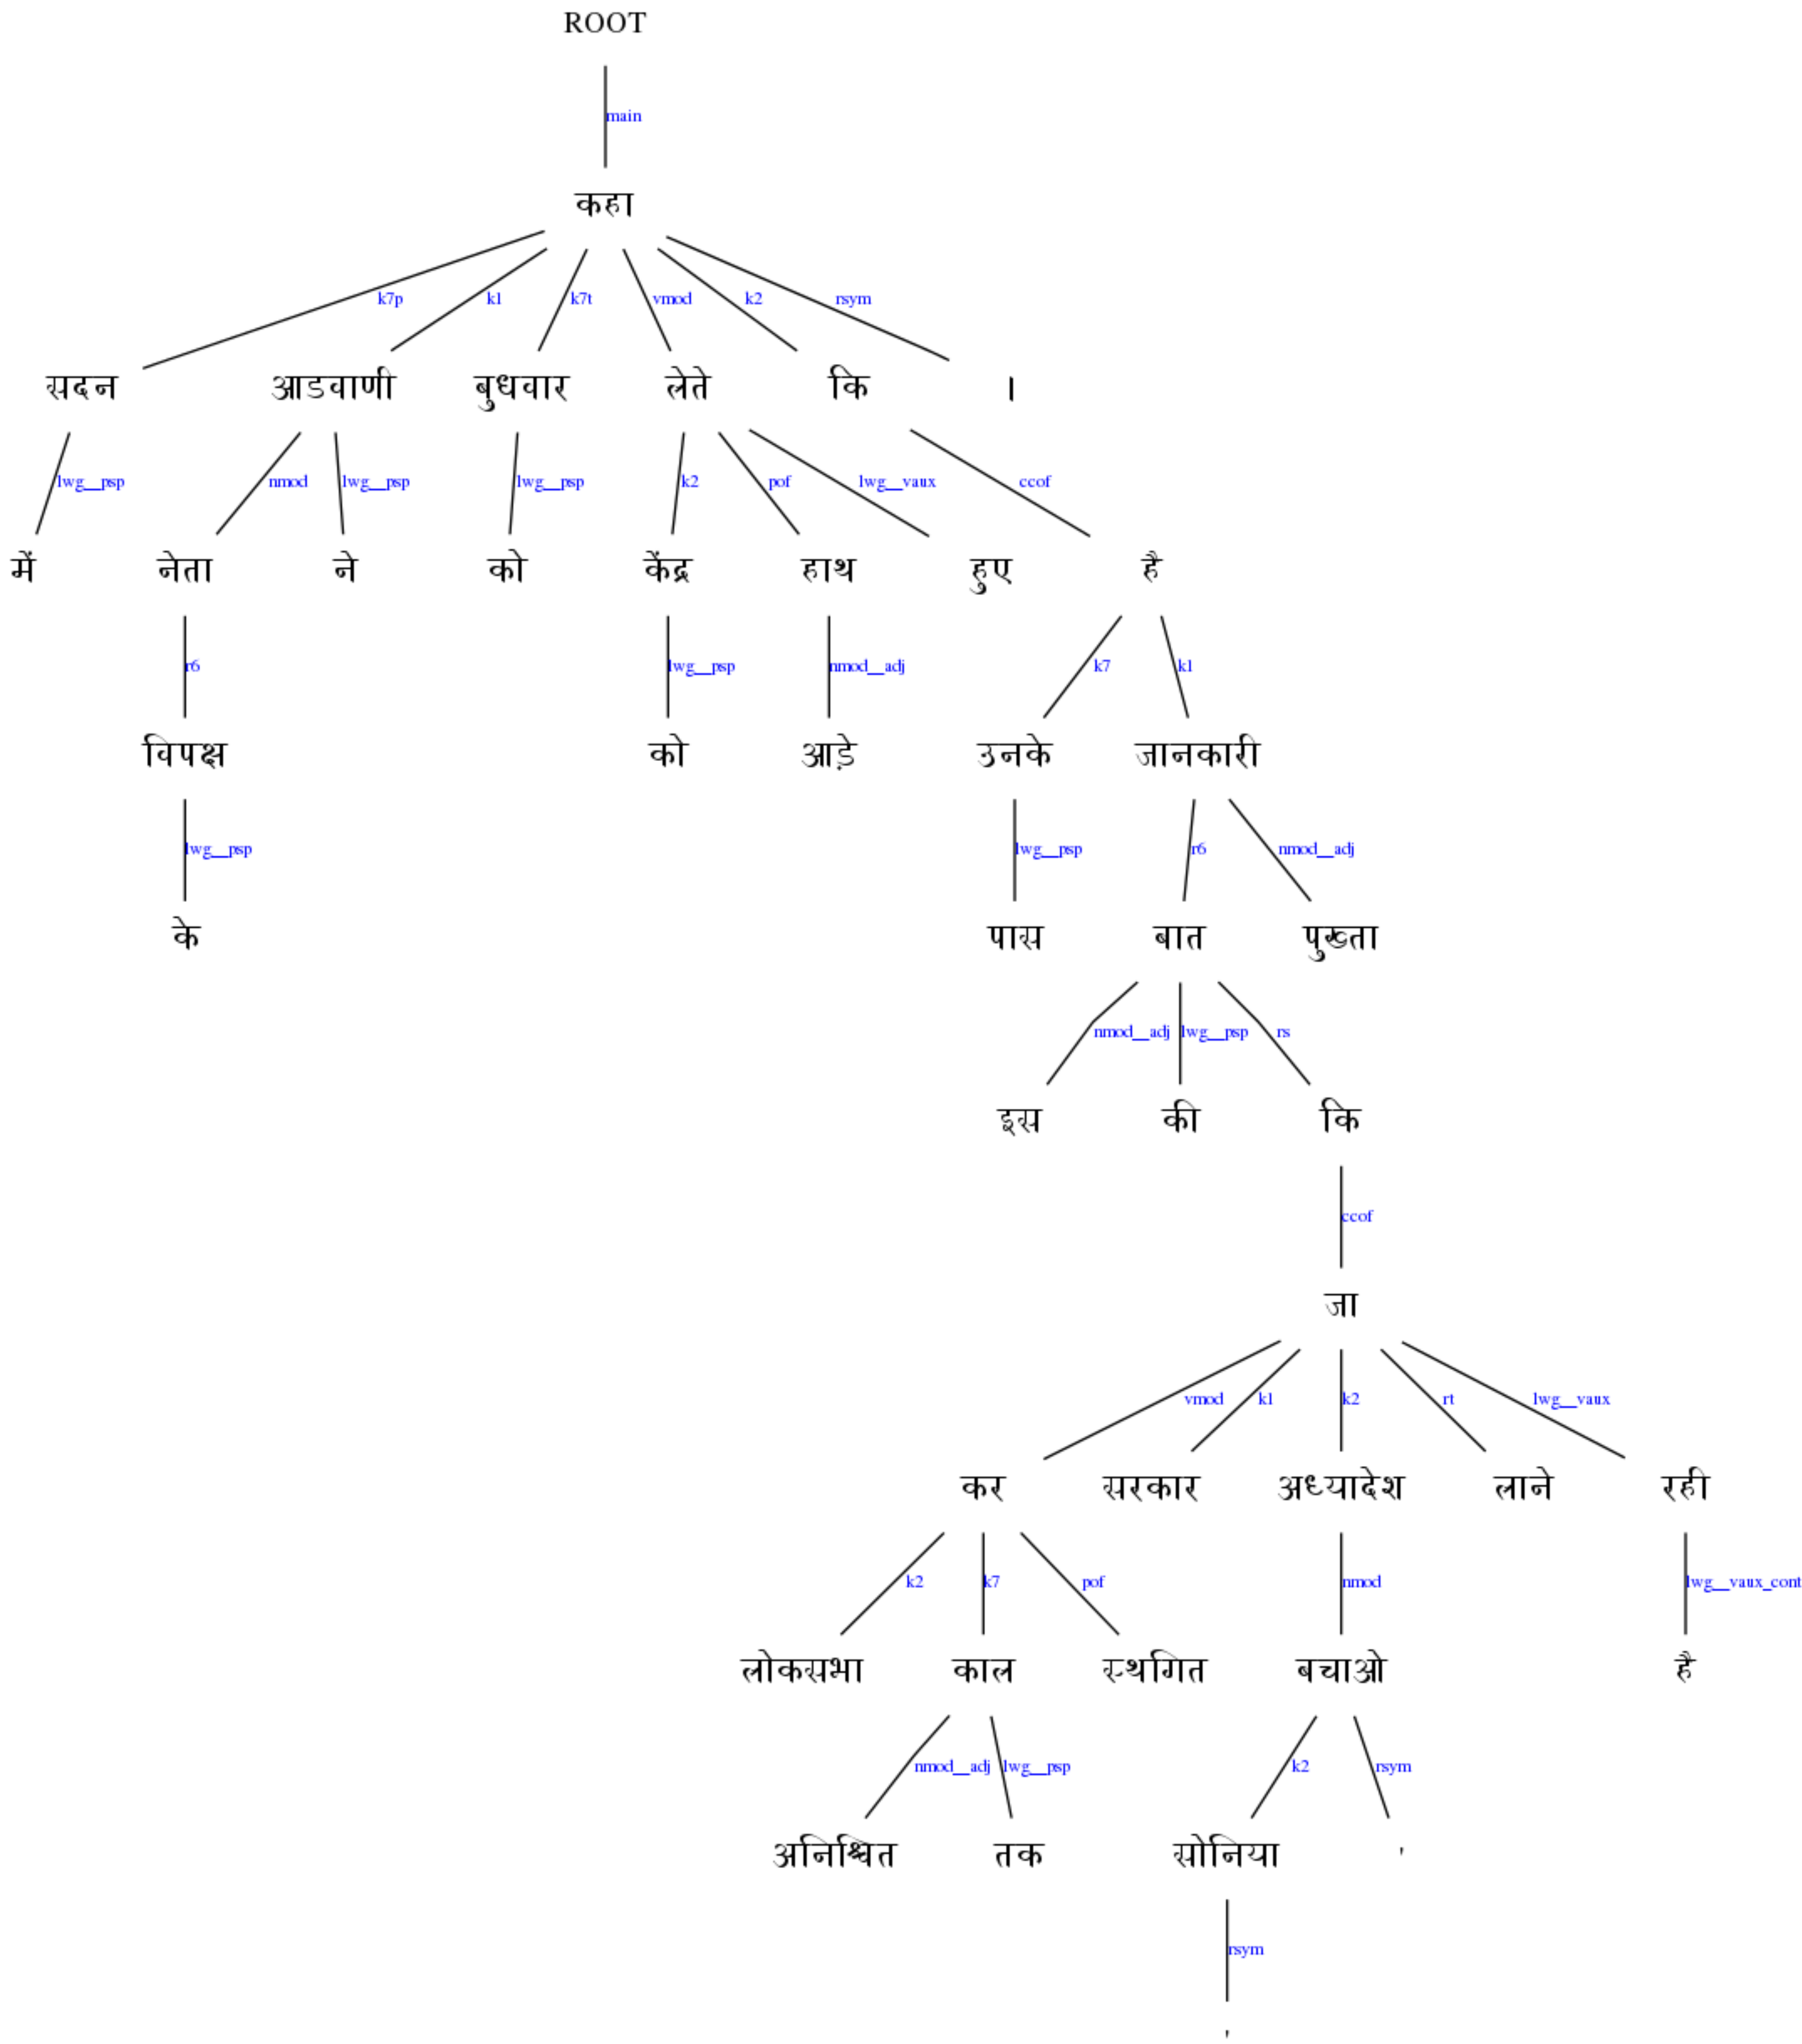 ROOT
main
कहा
k7p k1 k7t vmod k2 rsym
सदन आडवाणी बुधवार लेते कि ।
lwg__psp nmod lwg__psp lwg__psp k2 pof lwg__vaux ccof
में नेता ने को केंद्र हाथ हुए है
r6 lwg__psp nmod__adj k7 k1
विपक्ष को आड़े उनके जानकारी
lwg__psp lwg__psp r6 nmod__adj
के पास बात पुख्ता
nmod__adj lwg__psp rs
इस की कि
ccof
जा
vmod k1 k2 rt lwg__vaux
कर सरकार अध्यादेश लाने रही
k2 k7 pof nmod lwg__vaux_cont
लोकसभा काल स्थगित बचाओ है
nmod__adj lwg__psp k2 rsym
अनिश्चित तक सोनिया '
rsym
'